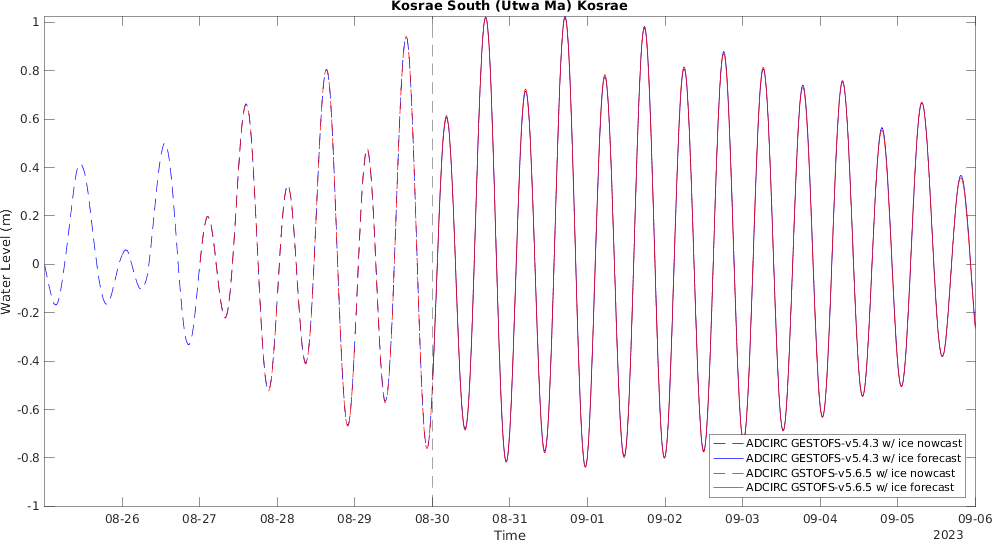 Kosrae South (Utwa Ma) Kosrae
1
0.8
0.6
0.4
0.2
0
-0.2
-0.4
-0.6
-0.8
-1
Water Level (m)
ADCIRC GESTOFS-v5.4.3 w/ ice nowcast
ADCIRC GESTOFS-v5.4.3 w/ ice forecast
ADCIRC GSTOFS-v5.6.5 w/ ice nowcast
ADCIRC GSTOFS-v5.6.5 w/ ice forecast
08-26 08-27 08-28 08-29 08-30 08-31 09-01 09-02 09-03 09-04 09-05 09-06
Time
2023